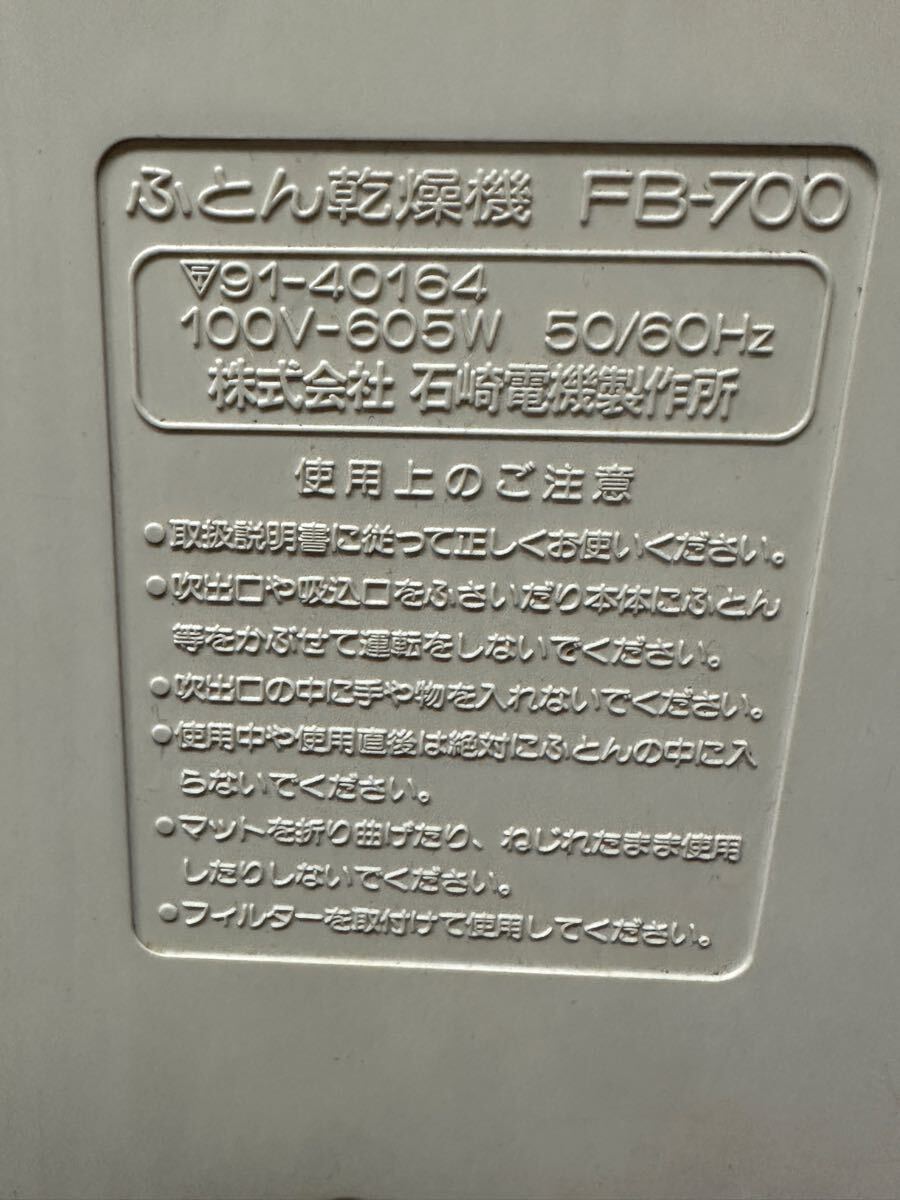 ふとん乾燥機 FB-700
91-40164
100V-605W 50/60Hz
株式会社 石崎電機製作所
使用上のご注意
●取扱説明書に従って正しくお使いください。
●吹出口や吸込口をふさいだり本体にふとん
等をかぶせて運転をしないでください。
●吹出口の中に手や物を入れないでください。
●使用中や使用直後は絶対にふとんの中に入
らないでください。
●マットを折り曲げたり、ねじれたまま使用
したりしないでください。
●フィルターを取付けて使用してください。